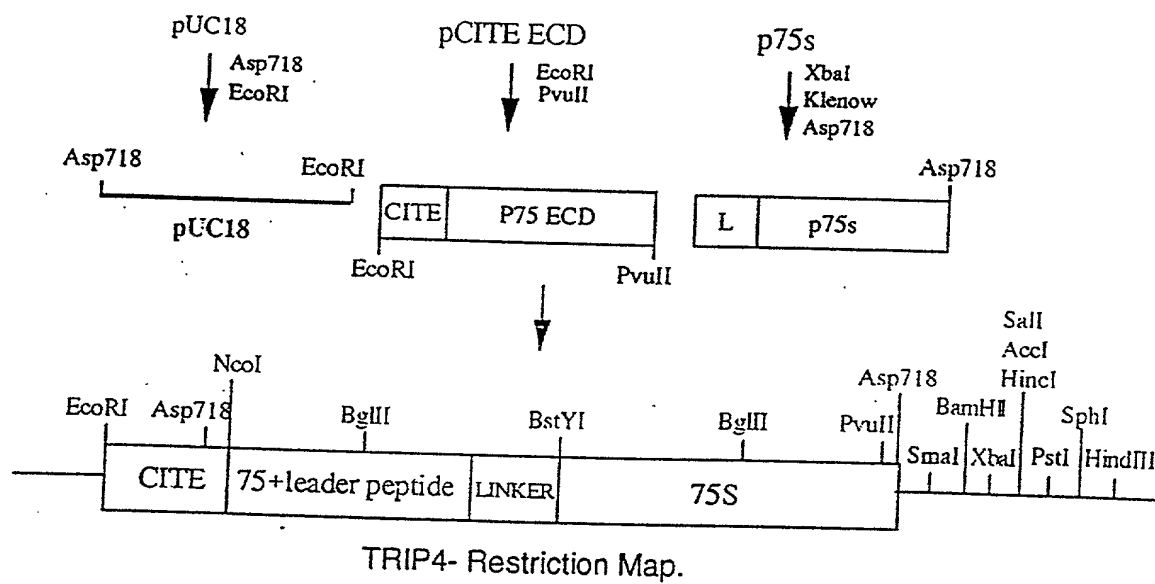 pUC18
Asp718
EcoRI
pCITE ECD
EcoRI
PvuII
p75s
XbaI
Klenow
Asp718
Asp718
EcoRI
pUC18
CITE
P75 ECD
EcoRI
PvuII
L
p75s
Asp718
EcoRI
Asp718
NcoI
BglII
BstYI
BglII
PvuII
Asp718
SmaI
BamHII
XbaI
SalI
AccI
HincI
PstI
SphI
HindIII
CITE
75+leader peptide
LINKER
75S
TRIP4- Restriction Map.